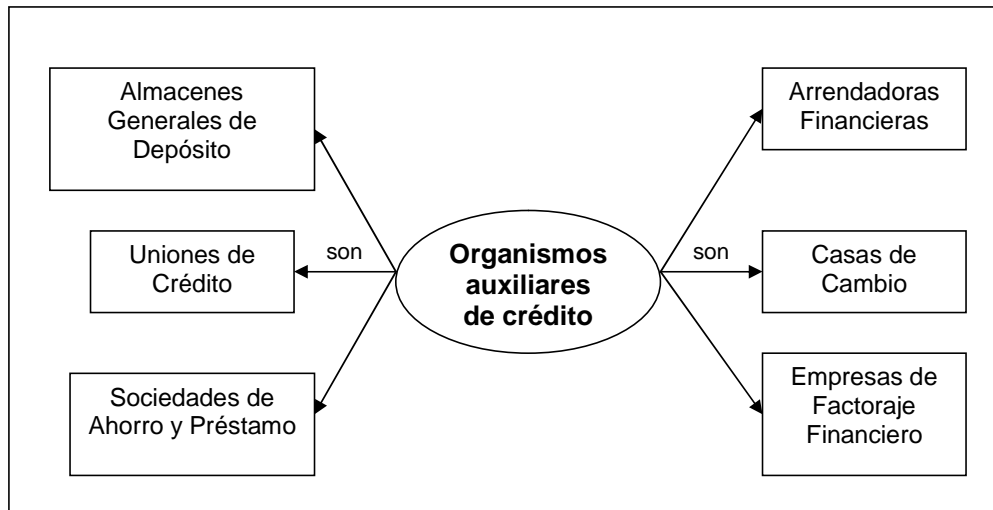 Almacenes
Generales de
Depósito
Uniones de
Crédito
Sociedades de
Ahorro y Préstamo
son
Organismos
auxiliares
de crédito
son
Arrendadoras
Financieras
Casas de
Cambio
Empresas de
Factoraje
Financiero